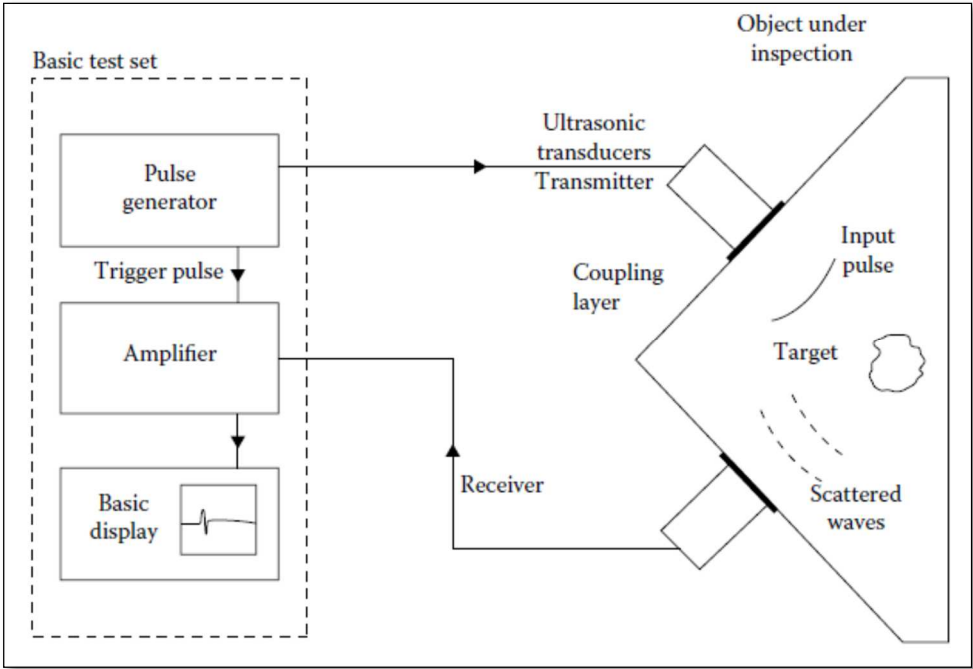 Object under
inspection
Basic test set
Ultrasonic
transducers
Transmitter
Pulse
generator
Input
pulse
Trigger pulse
Coupling
layer
Amplifier
Target
Receiver
Basic
display
Scattered
waves